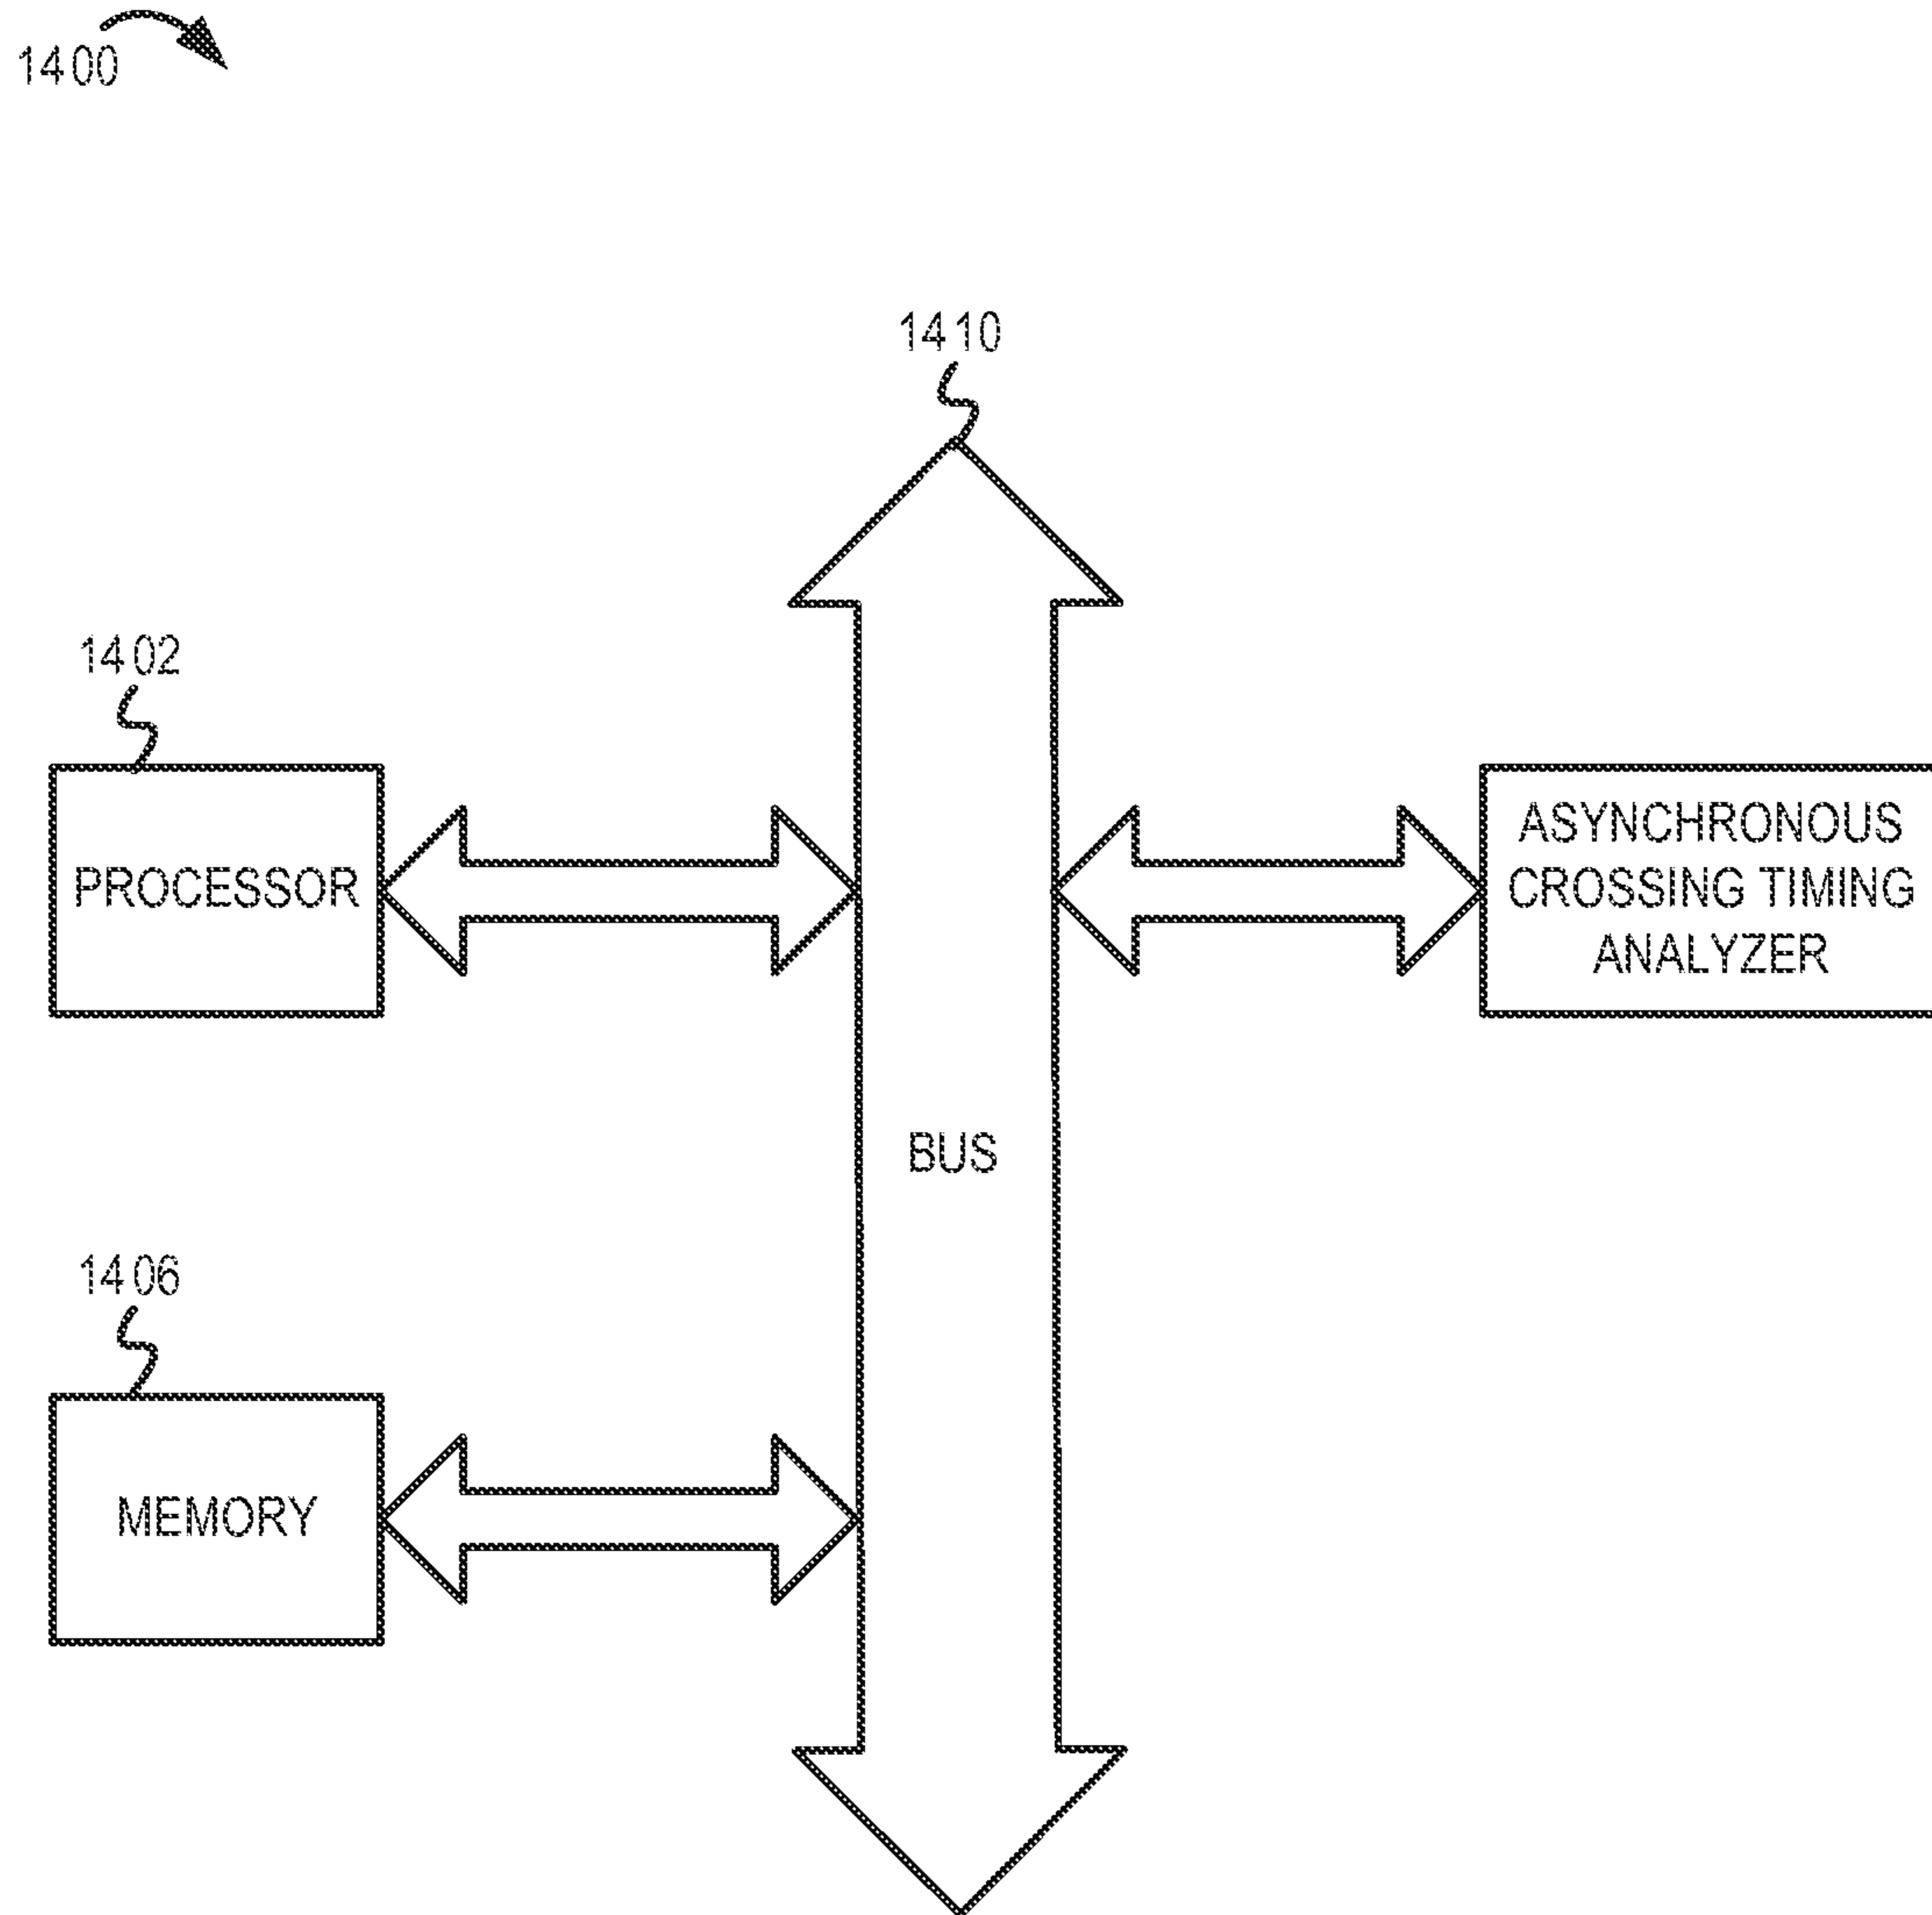 1400
1410
1402
PROCESSOR
ASYNCHRONOUS
CROSSING TIMING
ANALYZER
BUS
1406
MEMORY